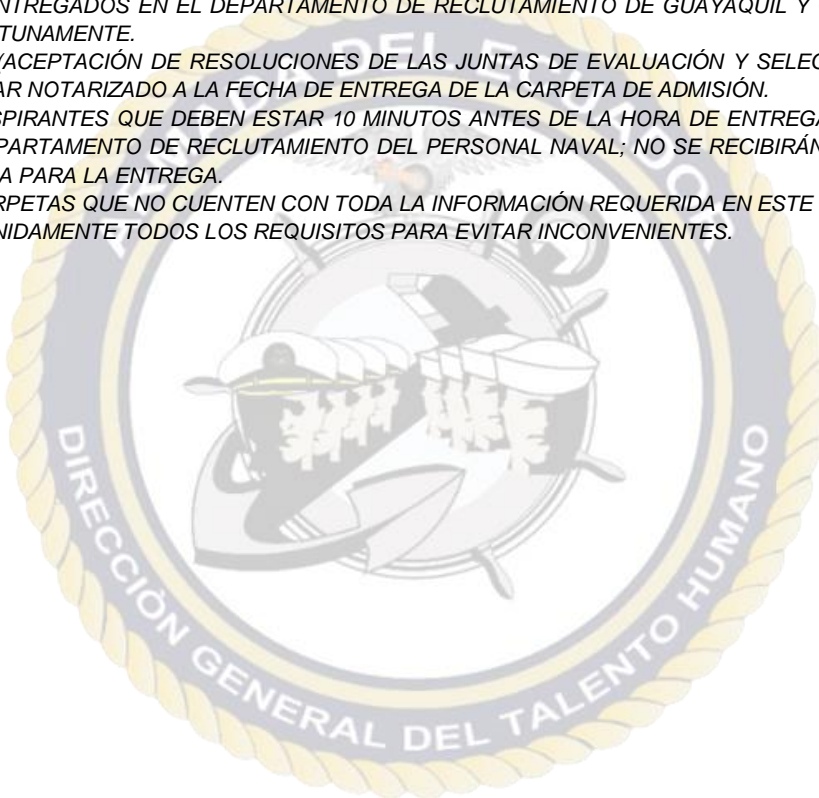 NTREGADOS EN EL DEPARTAMENTO DE RECLUTAMIENTO DE GUAYAQUIL Y
TUNAMENTE.
(ACEPTACIÓN DE RESOLUCIONES DE LAS JUNTAS DE EVALUACIÓN Y SELEC
AR NOTARIZADO A LA FECHA DE ENTREGA DE LA CARPETA DE ADMISIÓN.
SPIRANTES QUE DEBEN ESTAR 10 MINUTOS ANTES DE LA HORA DE ENTREGA
PARTAMENTO DE RECLUTAMIENTO DEL PERSONAL NAVAL; NO SE RECIBIRÁN
A PARA LA ENTREGA.
RPETAS QUE NO CUENTEN CON TODA LA INFORMACIÓN REQUERIDA EN ESTE
NIDAMENTE TODOS LOS REQUISITOS PARA EVITAR INCONVENIENTES.
ARMADA DEL ECUADOR
DIRECCIÓN GENERAL DEL TALENTO HUMANO